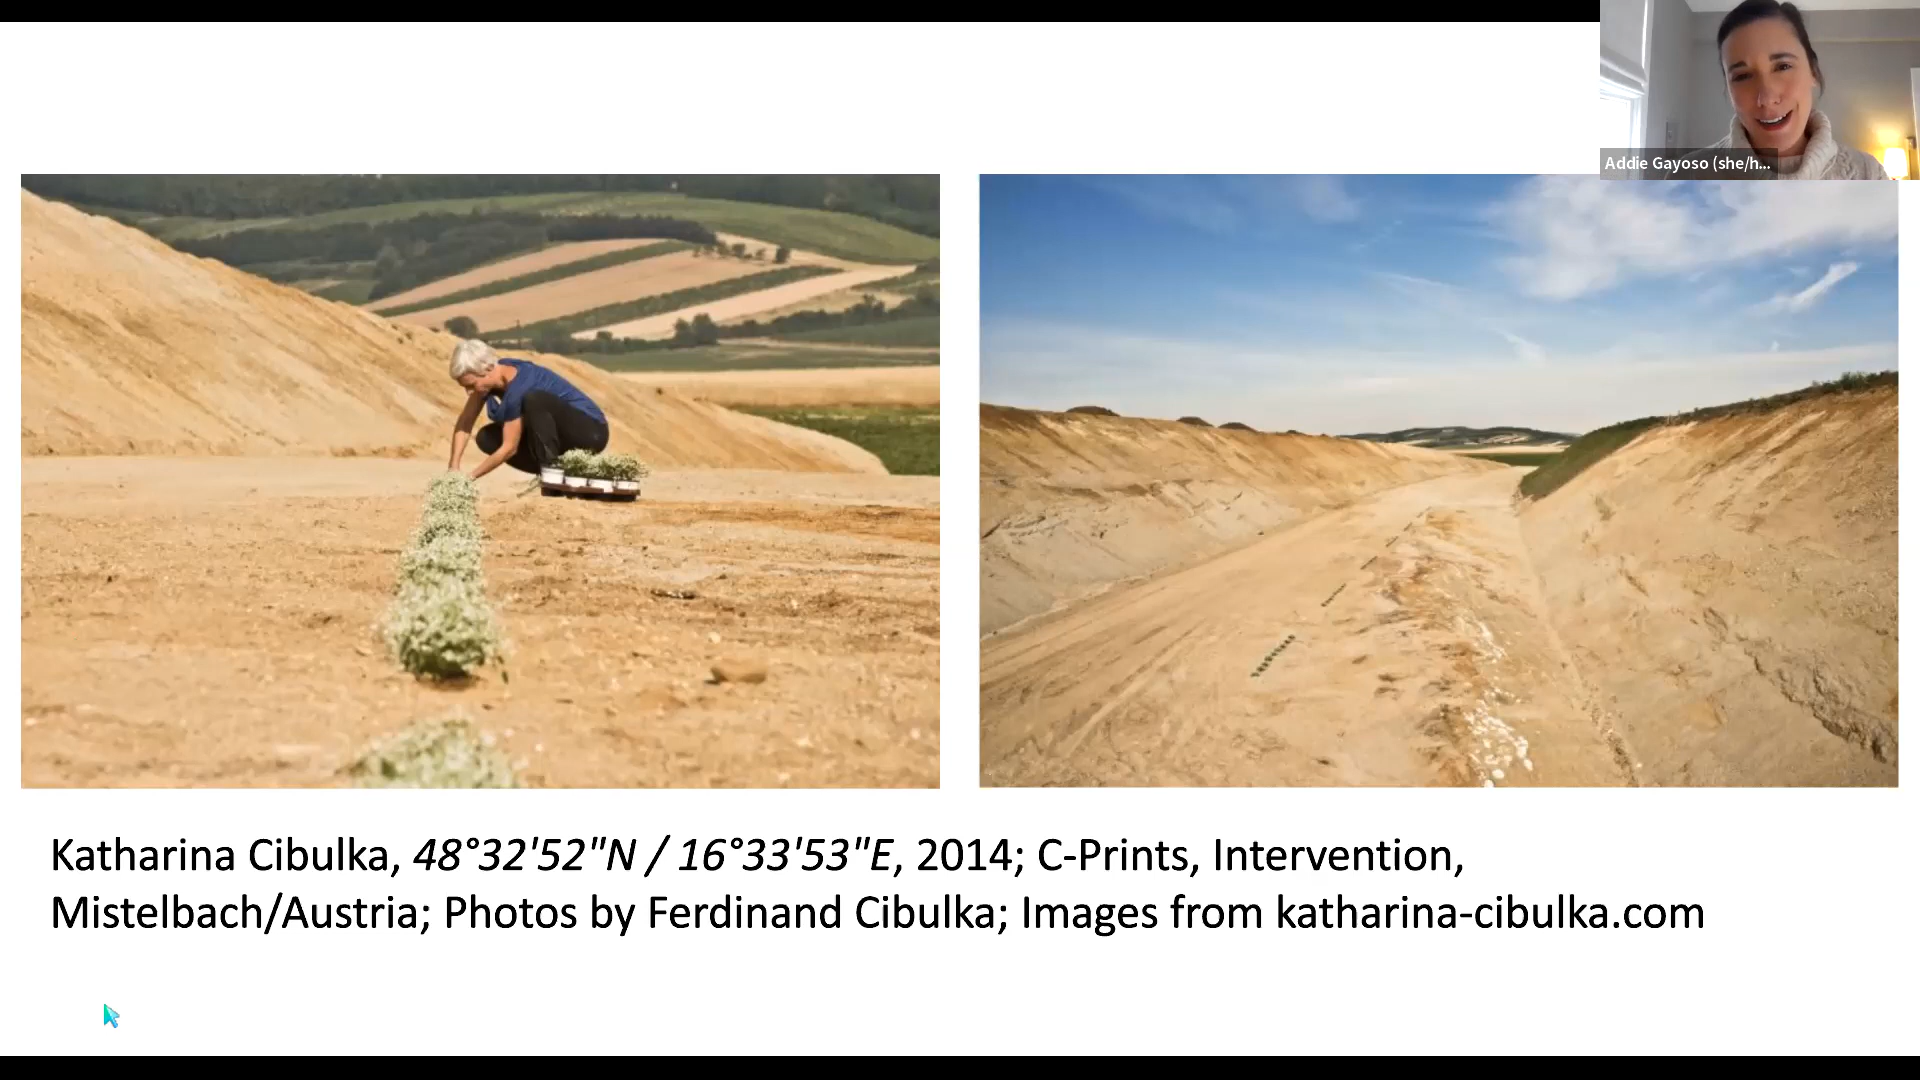 Addie Gayoso (she/h...
Katharina Cibulka, 48°32'52"N / 16°33'53"E, 2014; C-Prints, Intervention,
Mistelbach/Austria; Photos by Ferdinand Cibulka; Images from katharina-cibulka.com